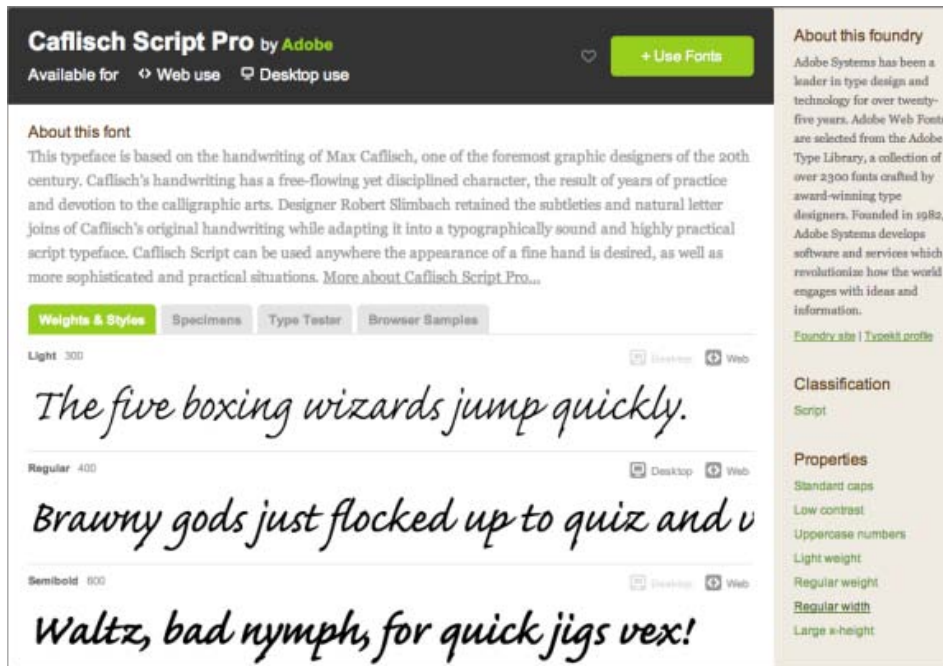 Caflisch Script Pro by Adobe
Available for <> Web use Desktop use
+ Use Fonts
About this font
This typeface is based on the handwriting of Max Caflisch, one of the foremost graphic designers of the 20th
century. Caflisch's handwriting has a free-flowing yet disciplined character, the result of years of practice
and devotion to the calligraphic arts. Designer Robert Slimbach retained the subtleties and natural letter
joins of Caflisch's original handwriting while adapting it into a typographically sound and highly practical
script typeface. Caflisch Script can be used anywhere the appearance of a fine hand is desired, as well as
more sophisticated and practical situations. More about Caflisch Script Pro...
Weights & Styles Specimens Type Tester Browser Samples
Light 300 Desktop Web
The five boxing wizards jump quickly.
Regular 400 Desktop Web
Brawny gods just flocked up to quiz and v
Semibold 600 Desktop Web
Waltz, bad nymph, for quick jigs vex!
About this foundry
Adobe Systems has been a
leader in type design and
technology for over twenty-
five years. Adobe Web Fonts
are selected from the Adobe
Type Library, a collection of
over 2300 fonts crafted by
award-winning type
designers. Founded in 1982,
Adobe Systems develops
software and services which
revolutionize how the world
engages with ideas and
information.
Foundry site | Typekit profile
Classification
Script
Properties
Standard caps
Low contrast
Uppercase numbers
Light weight
Regular weight
Regular width
Large x-height